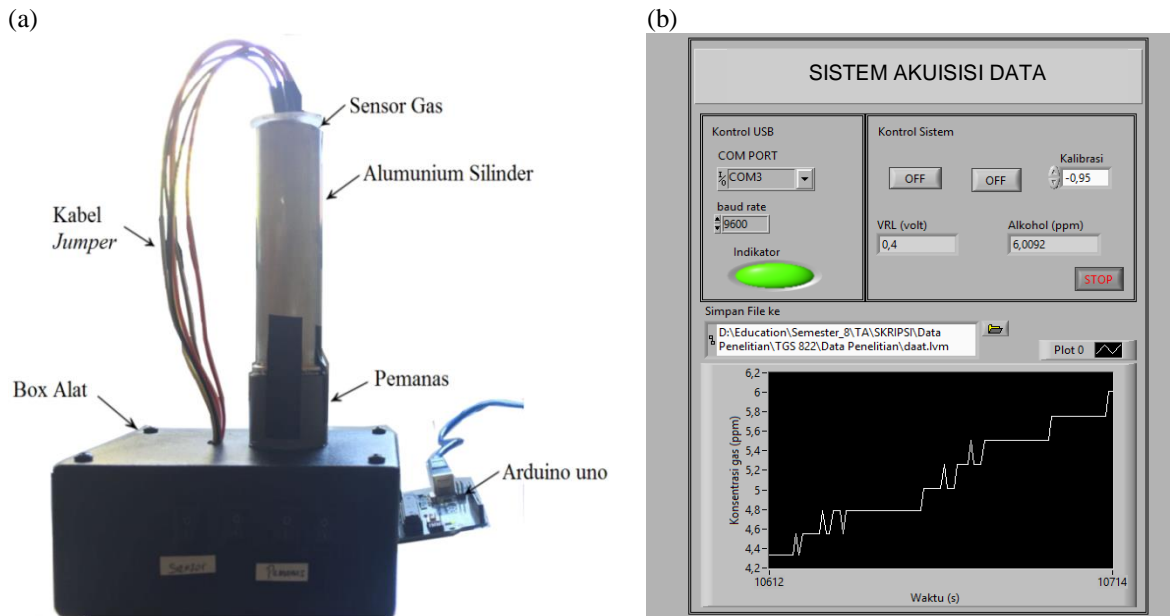 (a)
Sensor Gas
Alumunium Silinder
Kabel
Jumper
Box Alat
Pemanas
Arduino uno
SENSOR
PEMANAS
(b)
SISTEM AKUISISI DATA
Kontrol USB
COM PORT
I/O COM3
baud rate
9600
Indikator
Kontrol Sistem
OFF
OFF
Kalibrasi
-0,95
VRL (volt)
0,4
Alkohol (ppm)
6,0092
STOP
Simpan File ke
D:\Education\Semester_8\TA\SKRIPSI\Data
Penelitian\TGS 822\Data Penelitian\daat.lvm
Plot 0
Konsentrasi gas (ppm)
6,2
6
5,8
5,6
5,4
5,2
5
4,8
4,6
4,4
4,2
10612
10714
Waktu (s)